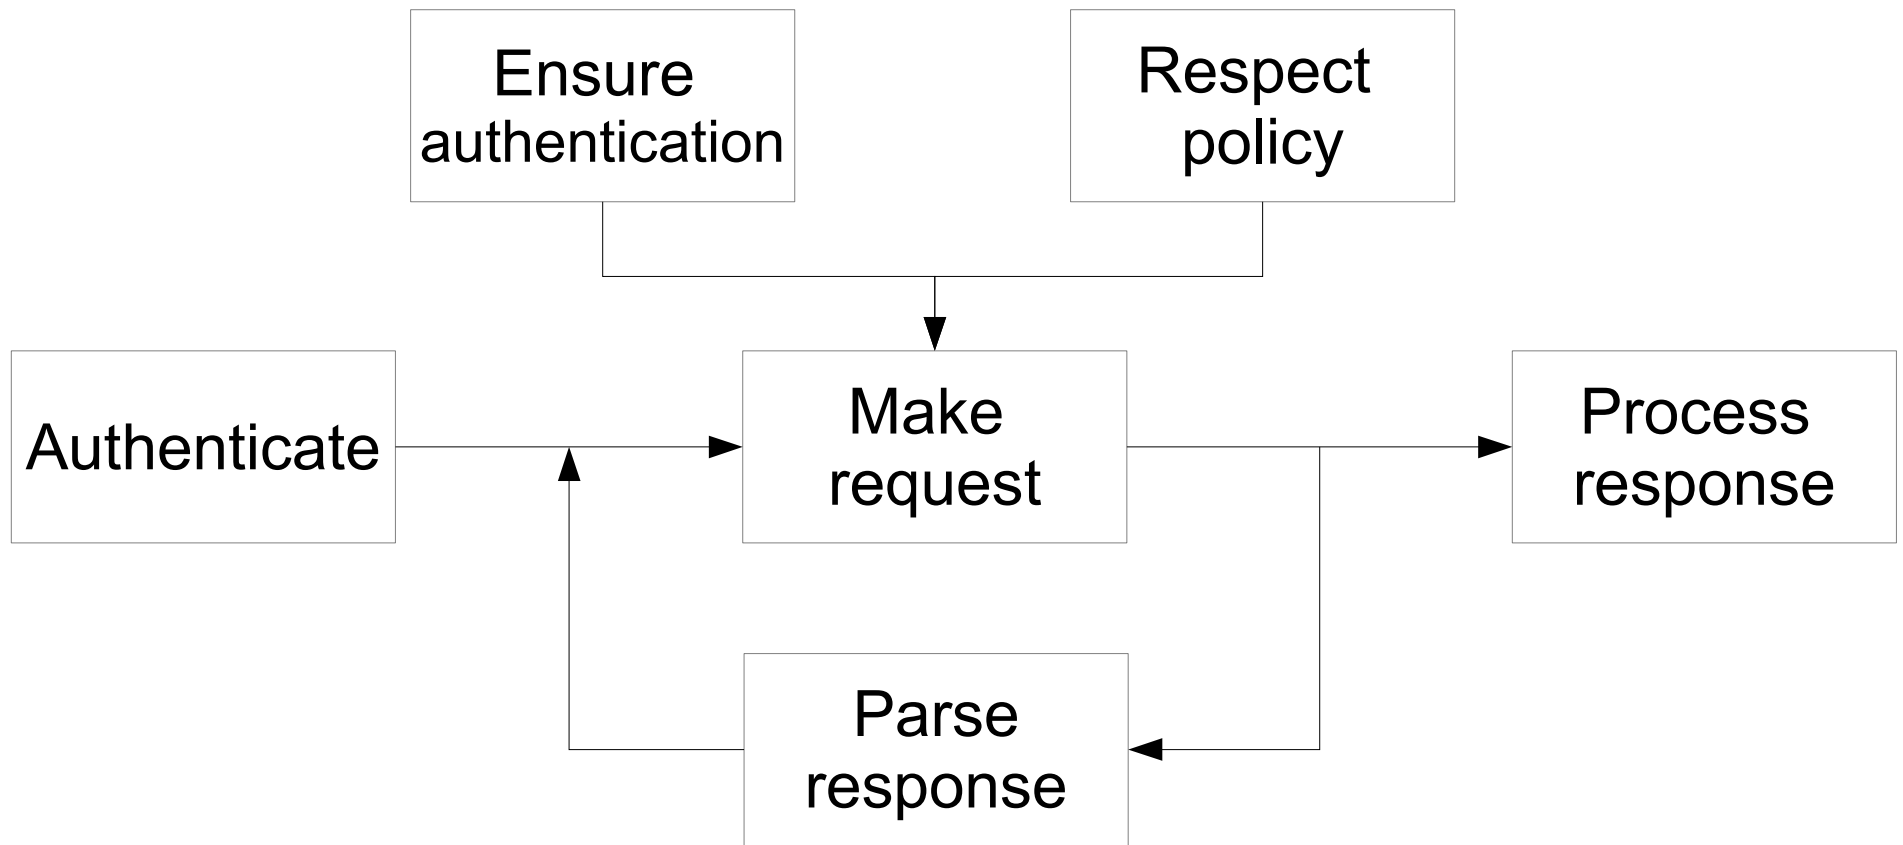 Ensure
authentication
Respect
policy
Authenticate
Make
request
Process
response
Parse
response